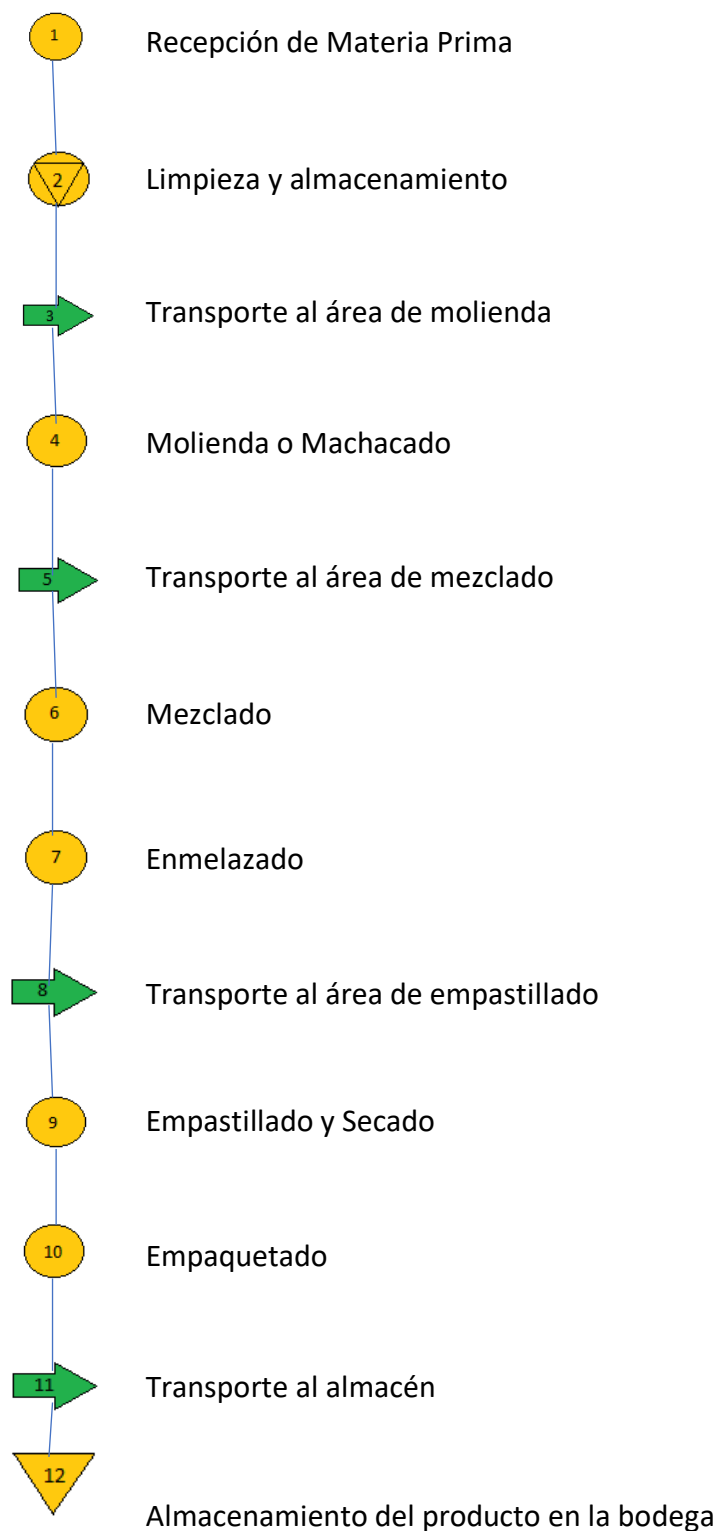 1 Recepción de Materia Prima
2 Limpieza y almacenamiento
3 Transporte al área de molienda
4 Molienda o Machacado
5 Transporte al área de mezclado
6 Mezclado
7 Enmelazado
8 Transporte al área de empastillado
9 Empastillado y Secado
10 Empaquetado
11 Transporte al almacén
12
Almacenamiento del producto en la bodega